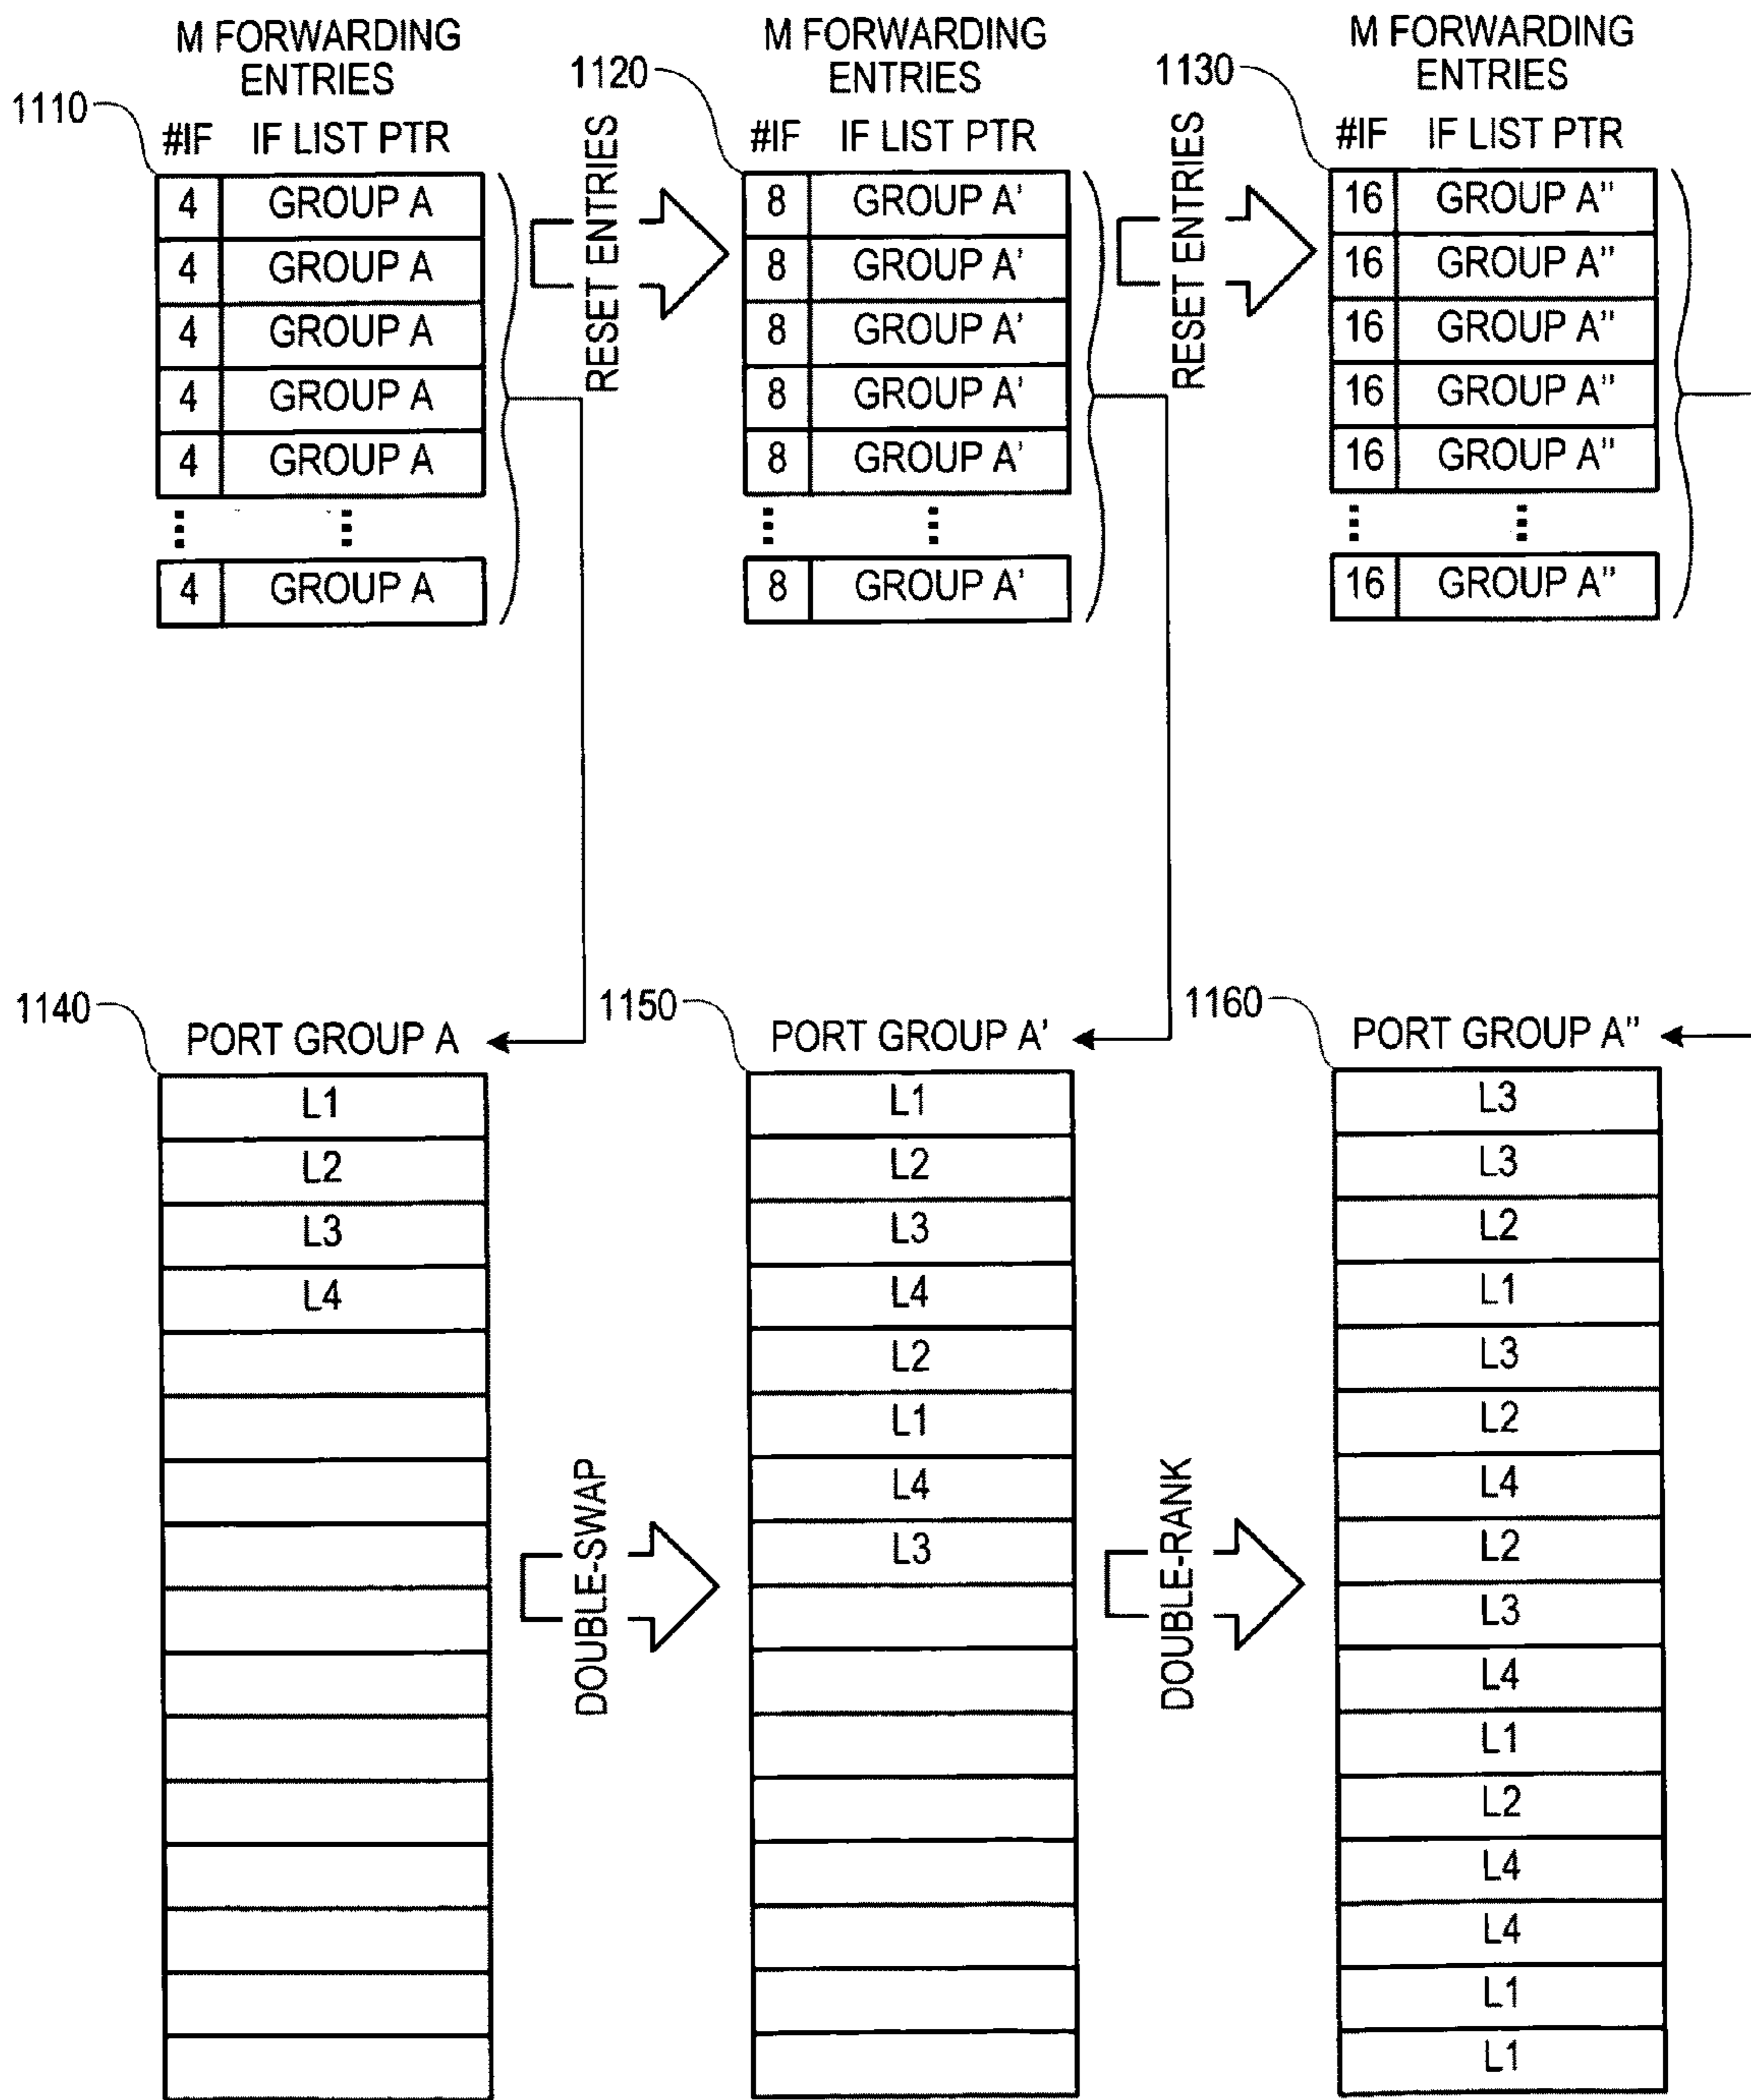 M FORWARDING
ENTRIES
1110
#IF IF LIST PTR
4 GROUP A
4 GROUP A
4 GROUP A
4 GROUP A
4 GROUP A
4 GROUP A
RESET ENTRIES
M FORWARDING
ENTRIES
1120
#IF IF LIST PTR
8 GROUP A'
8 GROUP A'
8 GROUP A'
8 GROUP A'
8 GROUP A'
8 GROUP A'
RESET ENTRIES
M FORWARDING
ENTRIES
1130
#IF IF LIST PTR
16 GROUP A"
16 GROUP A"
16 GROUP A"
16 GROUP A"
16 GROUP A"
16 GROUP A"
1140
PORT GROUP A
L1
L2
L3
L4
DOUBLE-SWAP
1150
PORT GROUP A'
L1
L2
L3
L4
L2
L1
L4
L3
DOUBLE-RANK
1160
PORT GROUP A"
L3
L3
L2
L1
L3
L2
L4
L2
L3
L4
L1
L2
L4
L4
L1
L1